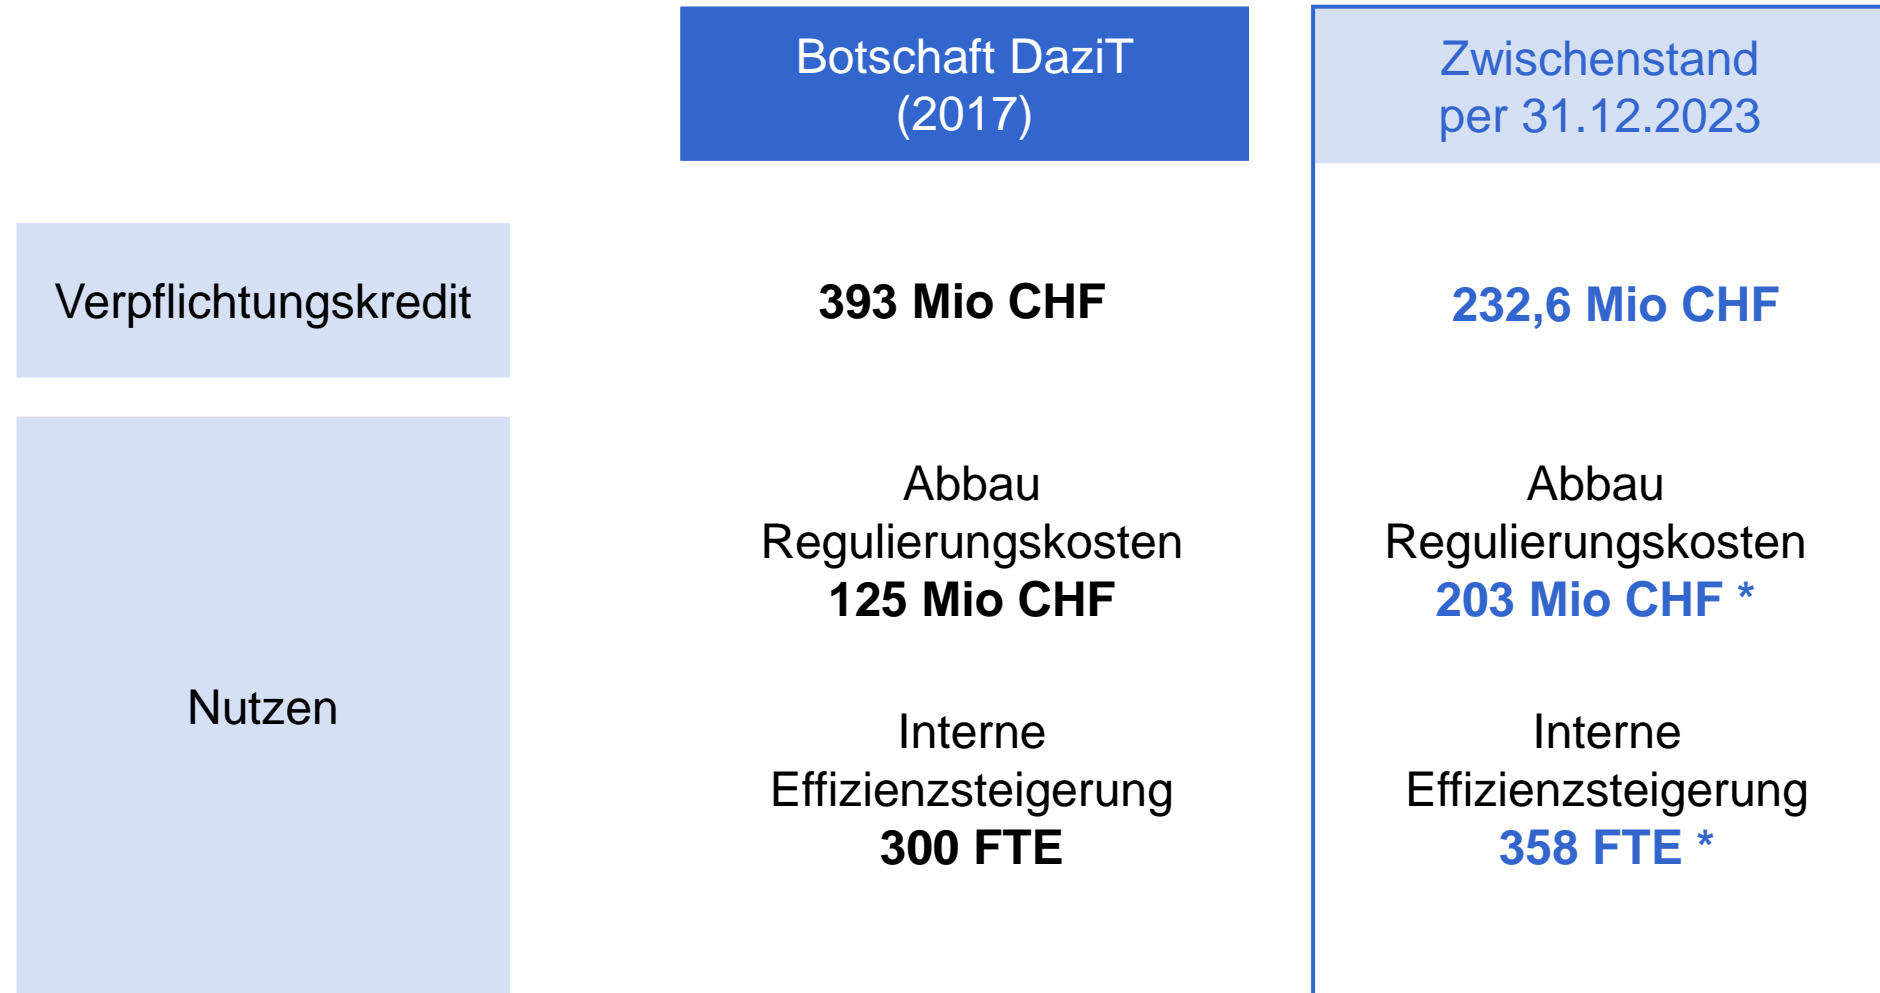 Botschaft DaziT
(2017)
Zwischenstand
per 31.12.2023
Verpflichtungskredit
393 Mio CHF
232,6 Mio CHF
Nutzen
Abbau
Regulierungskosten
125 Mio CHF
Abbau
Regulierungskosten
203 Mio CHF *
Interne
Effizienzsteigerung
300 FTE
Interne
Effizienzsteigerung
358 FTE *